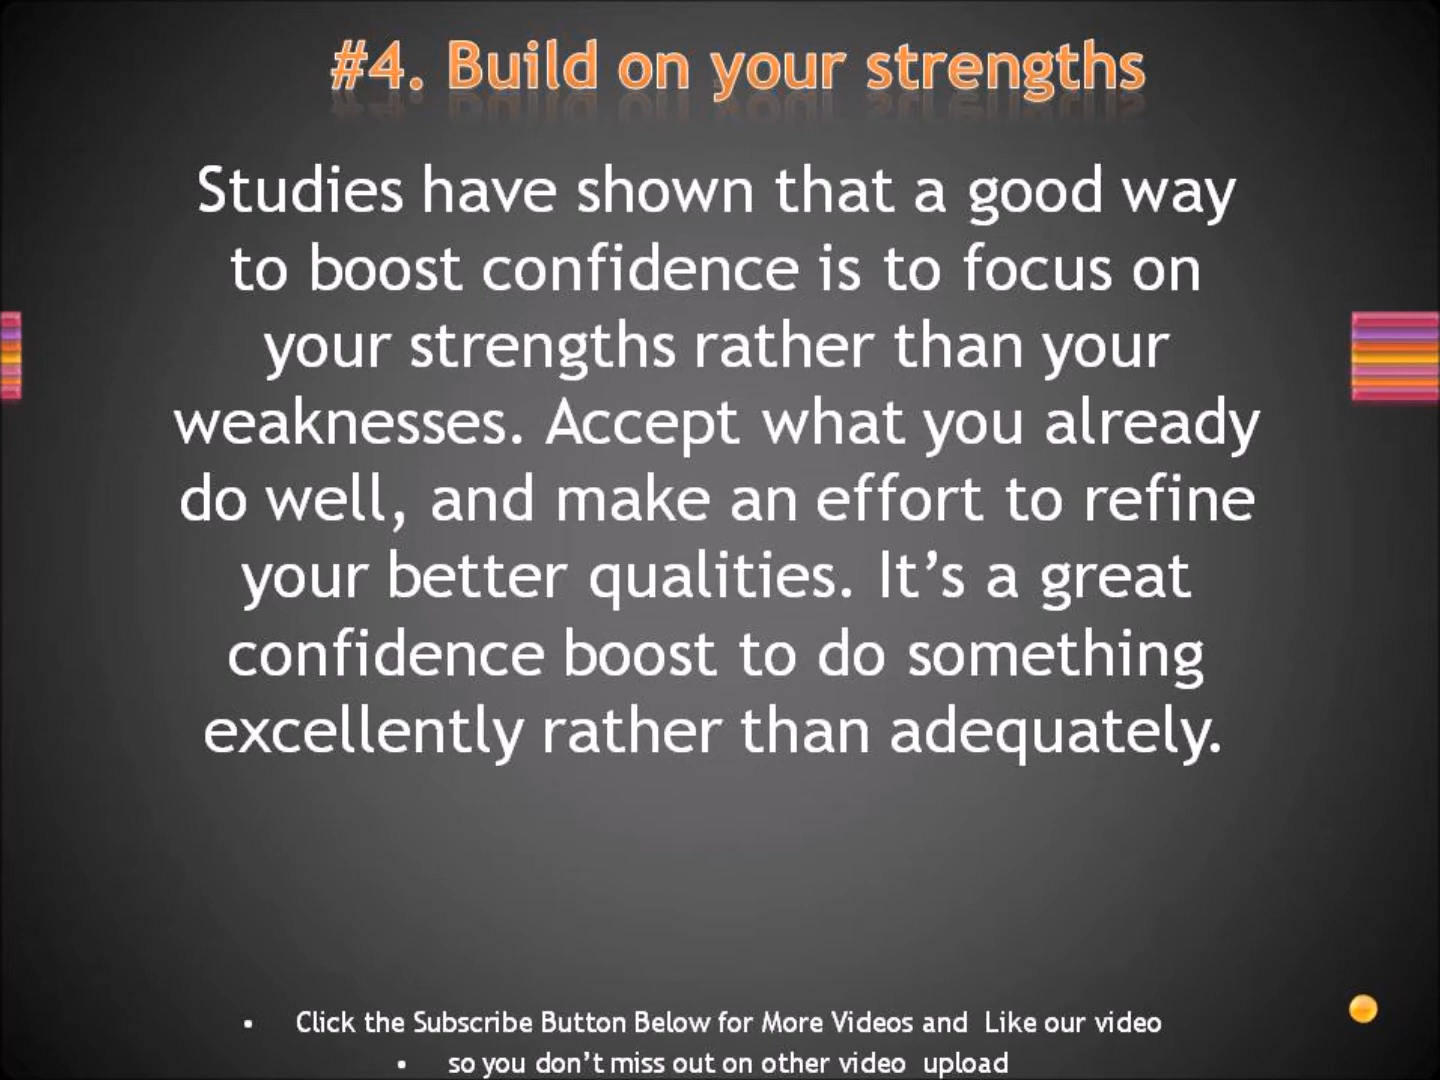 #4. Build on your strengths
Studies have shown that a good way
to boost confidence is to focus on
your strengths rather than your
weaknesses. Accept what you already
do well, and make an effort to refine
your better qualities. It’s a great
confidence boost to do something
excellently rather than adequately.
• Click the Subscribe Button Below for More Videos and Like our video
• so you don’t miss out on other video upload